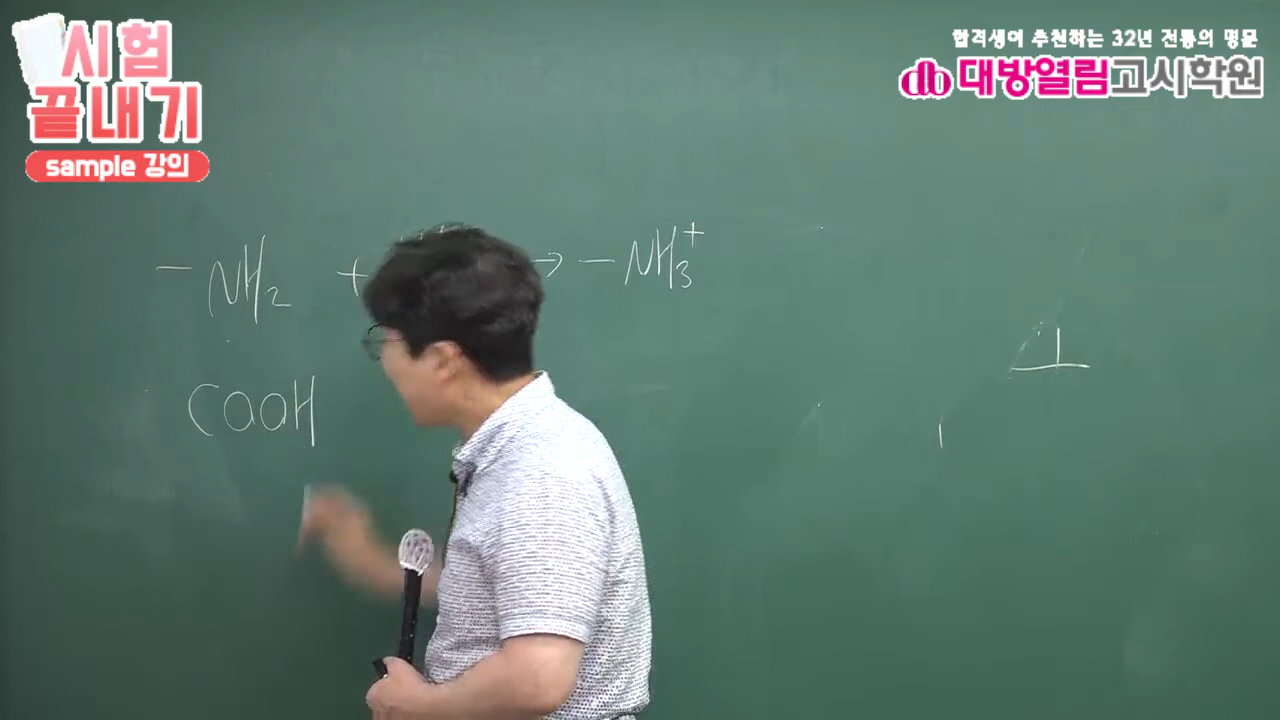 시험
끝내기
sample 강의
합격생이 추천하는 32년 전통의 명문
대방열림고시학원
-NH₂ + → -NH₃⁺
COOH